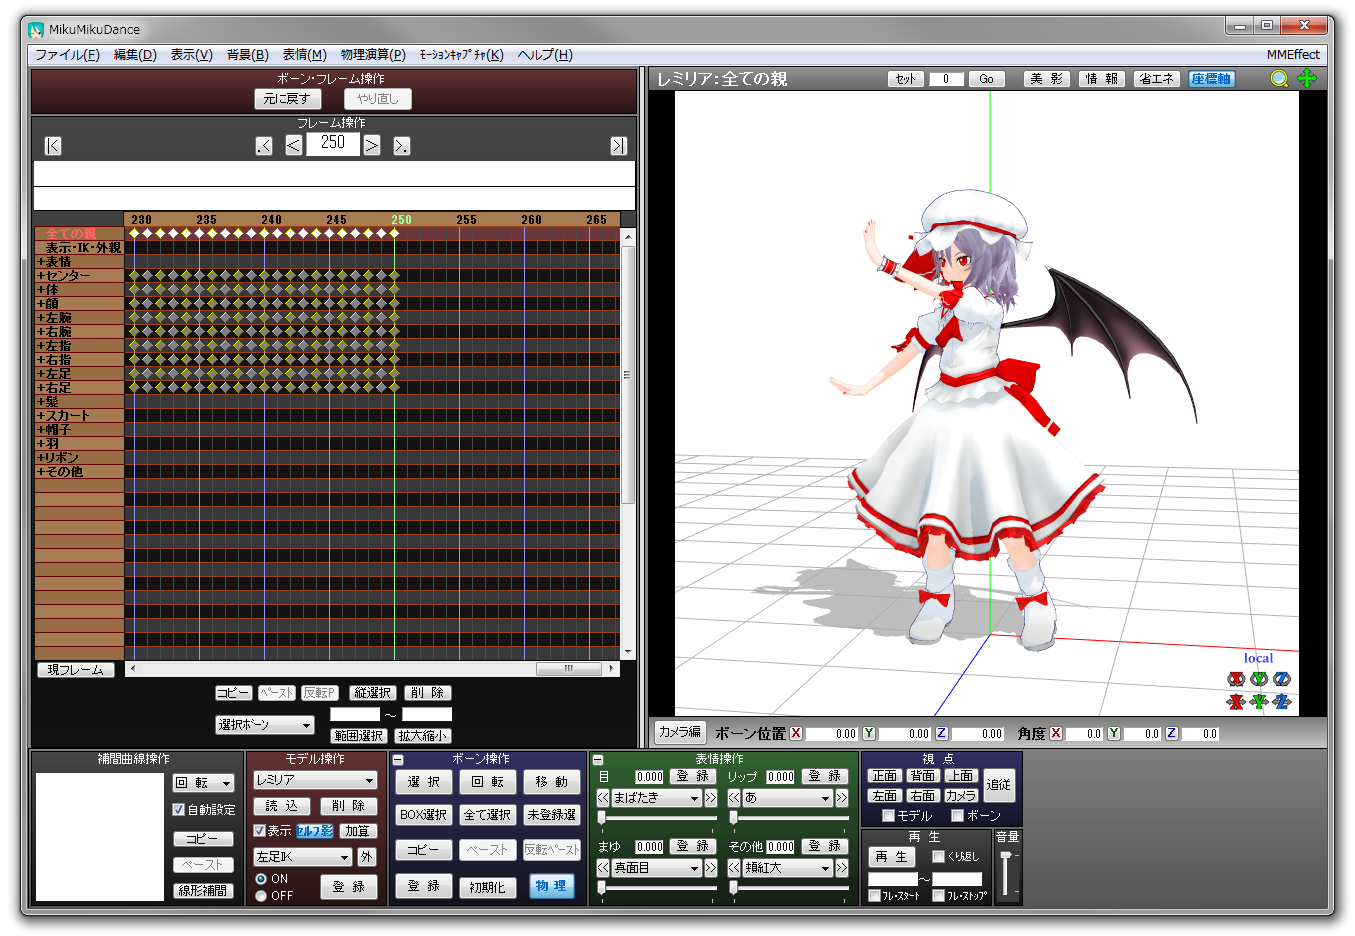 MikuMikuDance
ファイル(F) 編集(D) 表示(V) 背景(B) 表情(M) 物理演算(P) ﾓｰｼｮﾝｷｬﾌﾟﾁｬ(K) ヘルプ(H) MMEffect
ボーン・フレーム操作
元に戻す やり直し
フレーム操作
|< .< < 250 > >. >|
230 235 240 245 250 255 260 265
全ての親
表示・IK・外親
+表情
+センター
+体
+顔
+左腕
+右腕
+左指
+右指
+左足
+右足
+髪
+スカート
+帽子
+羽
+リボン
+その他
現フレーム
コピー ﾍﾟｰｽﾄ 反転P 縦選択 削 除
選択ﾎﾞｰﾝ ～
範囲選択 拡大縮小
レミリア:全ての親 ｾｯﾄ 0 Go 美 影 情 報 省エネ 座標軸
local
X Y Z
X Y Z
カメラ編 ボーン位置 X 0.00 Y 0.00 Z 0.00 角度 X 0.0 Y 0.0 Z 0.0
補間曲線操作
回 転
自動設定
コピー
ペースト
線形補間
モデル操作
レミリア
読 込 削 除
表示 ｾﾙﾌ影 加算
左足IK 外
ON
OFF
登 録
ボーン操作
選 択 回 転 移 動
BOX選択 全て選択 未登録選
コピー ペースト 反転ﾍﾟｰｽﾄ
登 録 初期化 物 理
表情操作
目 0.000 登 録 リップ 0.000 登 録
<< まばたき >> << あ >>
まゆ 0.000 登 録 その他 0.000 登 録
<< 真面目 >> << 頬紅大 >>
視 点
正面 背面 上面 追従
左面 右面 カメラ
モデル ボーン
再 生
再 生 くり返し
～
ﾌﾚ・ｽﾀｰﾄ ﾌﾚ・ｽﾄｯﾌﾟ
音量